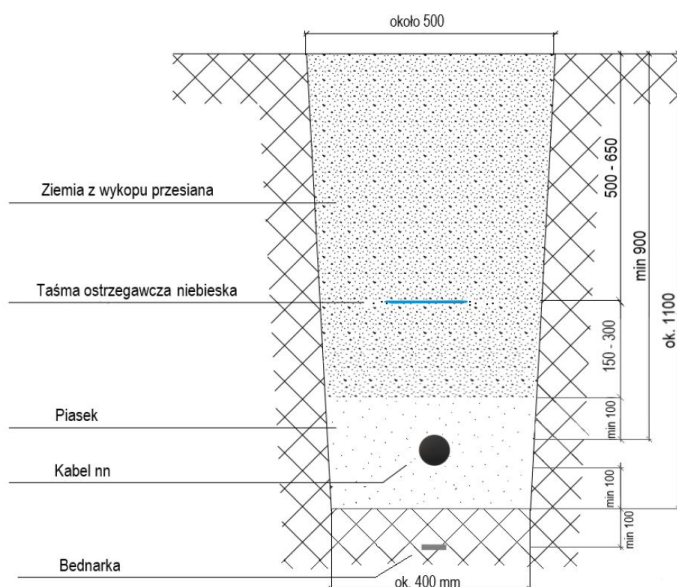 około 500
Ziemia z wykopu przesiana
Taśma ostrzegawcza niebieska
Piasek
Kabel nn
Bednarka
ok. 400 mm
500 - 650
150 - 300
min 100
min 100
min 100
min 900
ok. 1100